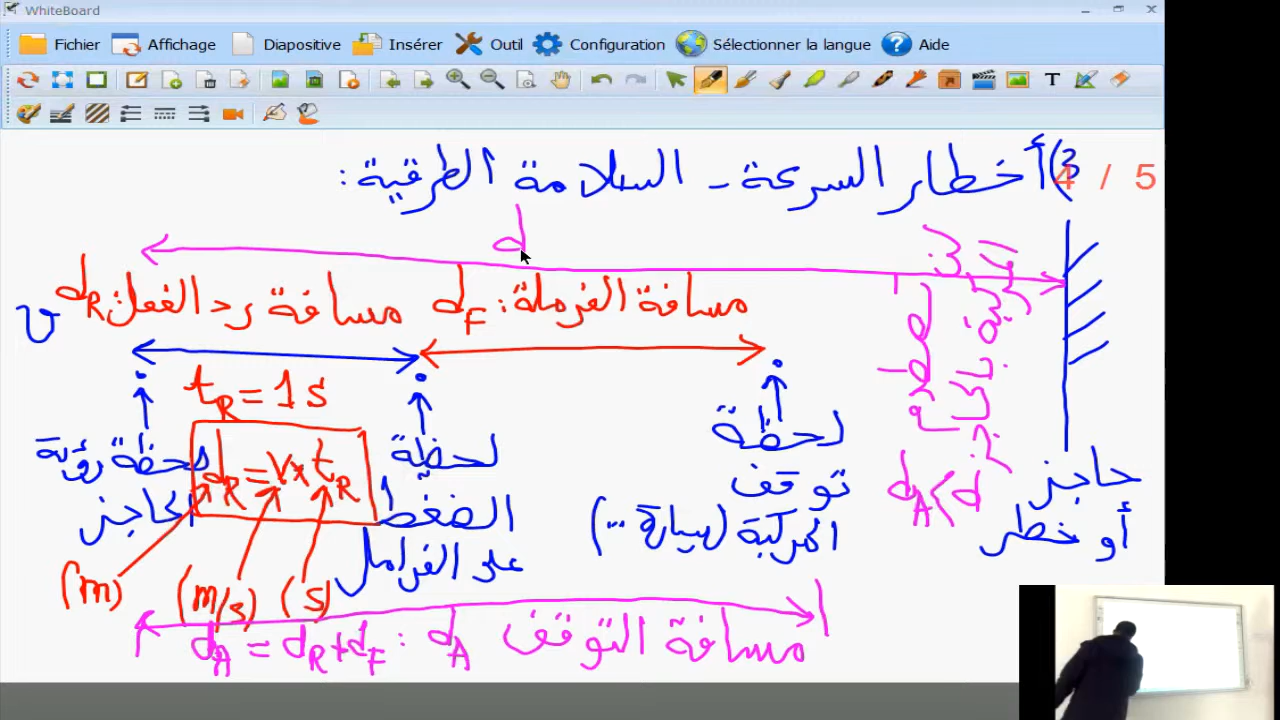 WhiteBoard
Fichier Affichage Diapositive Insérer Outil Configuration Sélectionner la langue Aide
3) أخطار السرعة - السلامة الطرقية :
4 / 5
d
مسافة الفرملة : dF
مسافة رد الفعل : dR
v
tR = 1 s
dR = V × tR
(m) (m/s) (s)
لحظة رؤية
الحاجز
لحظة
الضغط
على الفرامل
لحظة
توقف
المركبة (سيارة ...)
dA < d
حاجز
أو خطر
مسافة التوقف dA : dA = dR + dF